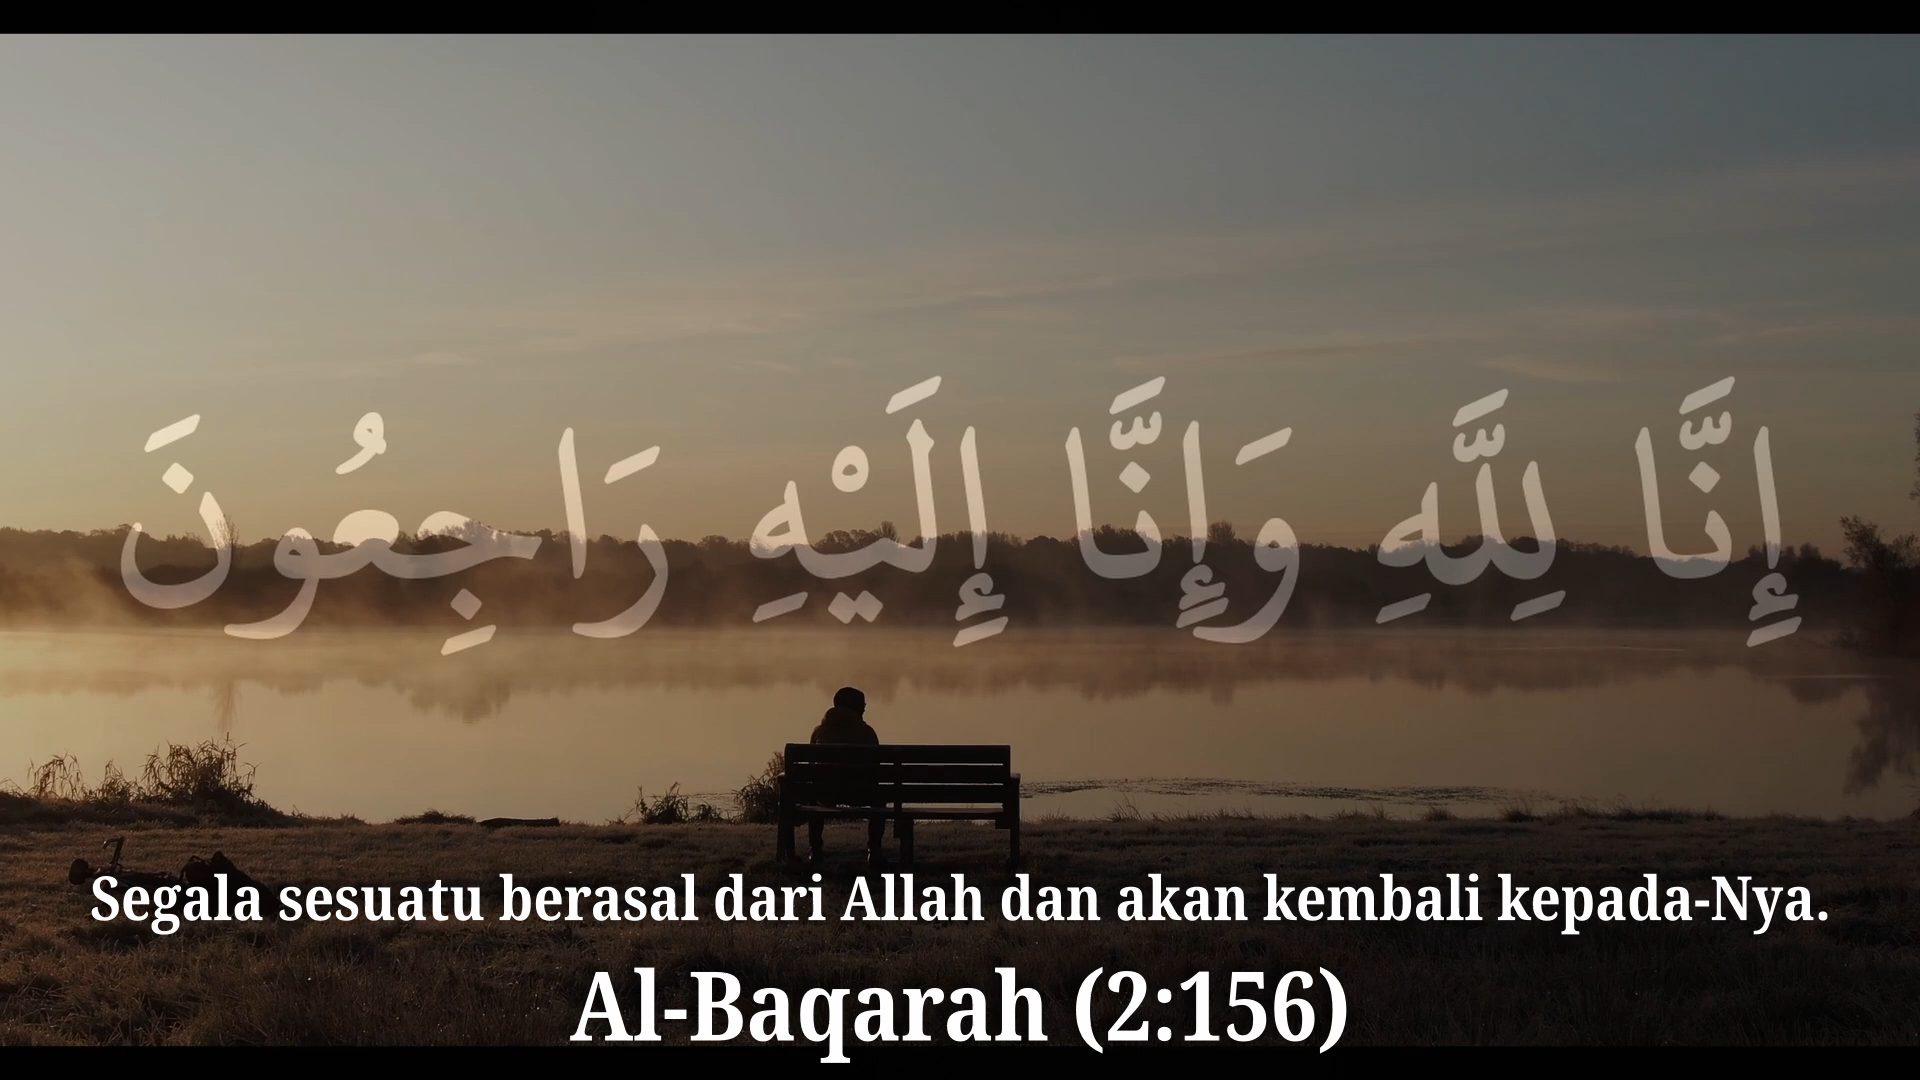 إِنَّا لِلَّهِ وَإِنَّا إِلَيْهِ رَاجِعُونَ
Segala sesuatu berasal dari Allah dan akan kembali kepada-Nya.
Al-Baqarah (2:156)